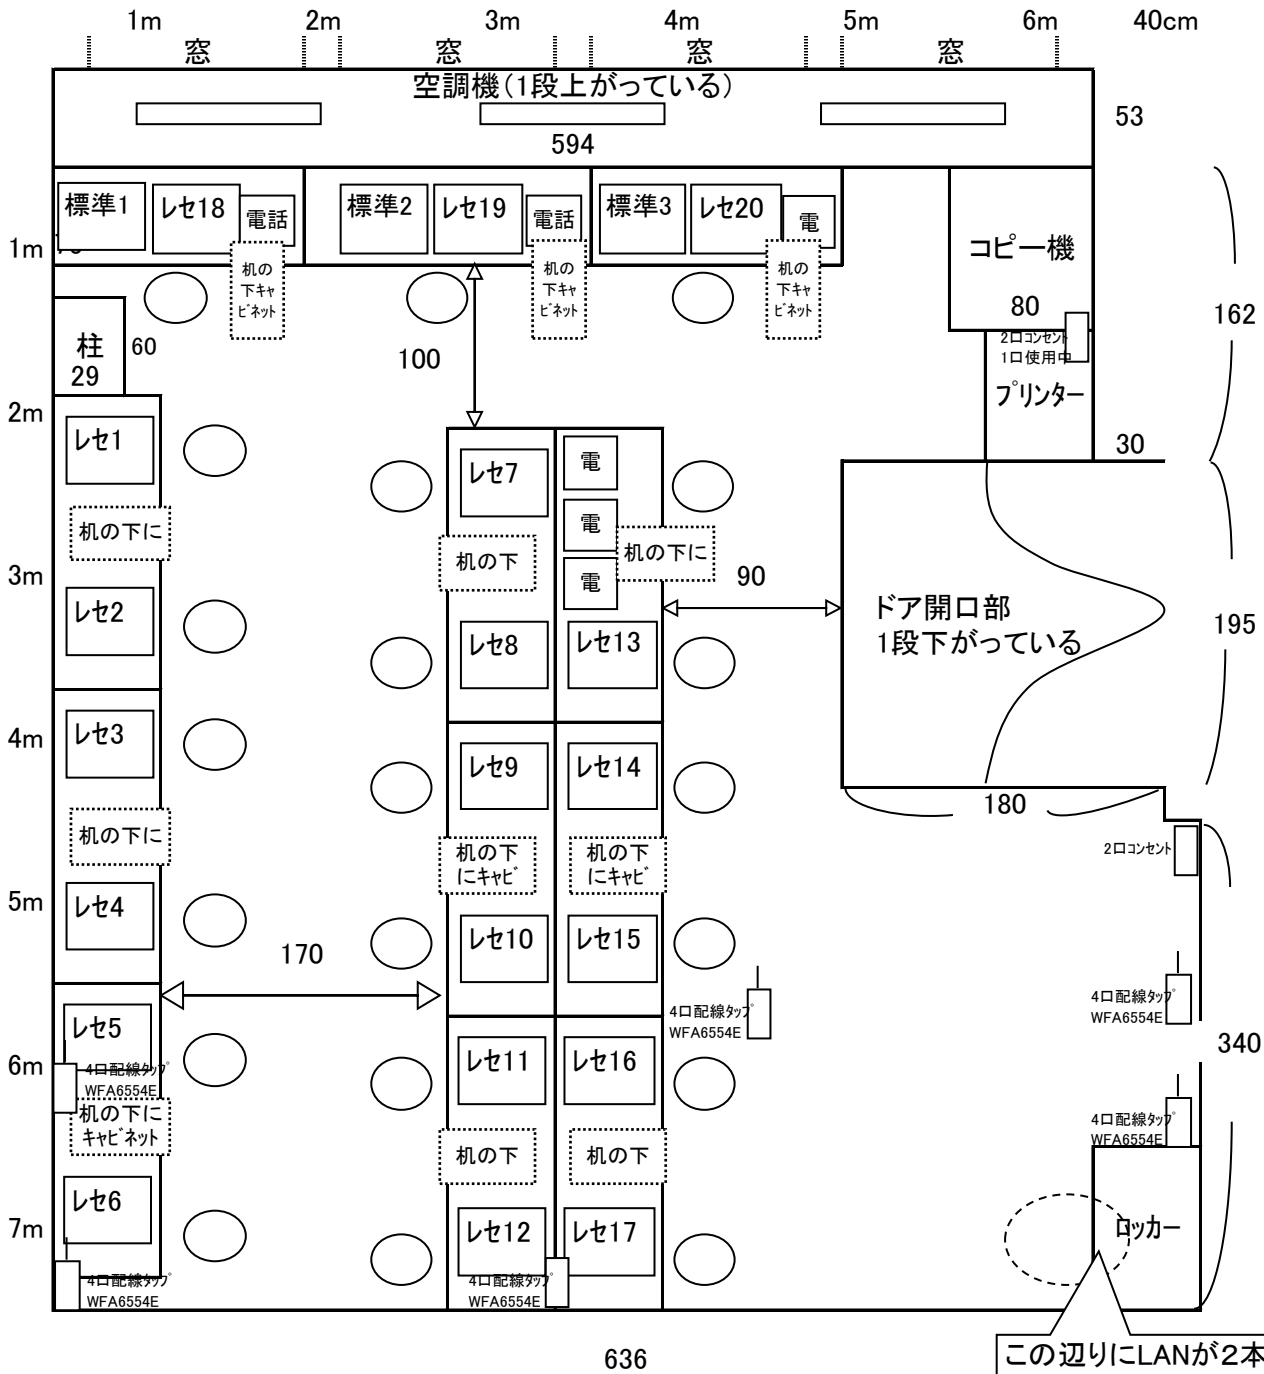 1m 2m 3m 4m 5m 6m 40cm
窓 窓 窓 窓
空調機(1段上がっている)
53
594
標準1 レセ18 電話 標準2 レセ19 電話 標準3 レセ20 電
コピー機
1m
机の
下キャ
ビネット
机の
下キャ
ビネット
机の
下キャ
ビネット
80
162
柱 60
29
100
2口コンセント
1口使用中
プリンター
2m
30
レセ1
レセ7
電
机の下に
電
机の下
机の下に
3m
電
90
ドア開口部
1段下がっている
195
レセ2
レセ8
レセ13
レセ3
4m
レセ9
レセ14
180
机の下に
机の下
にキャビ
机の下
にキャビ
2口コンセント
レセ4
5m
レセ10
レセ15
170
4口配線タップ
WFA6554E
4口配線タップ
WFA6554E
レセ5
レセ11
レセ16
340
6m
4口配線タップ
WFA6554E
机の下に
キャビネット
4口配線タップ
WFA6554E
机の下
机の下
レセ6
7m
レセ12
レセ17
ロッカー
4口配線タップ
WFA6554E
4口配線タップ
WFA6554E
636
この辺りにLANが2本